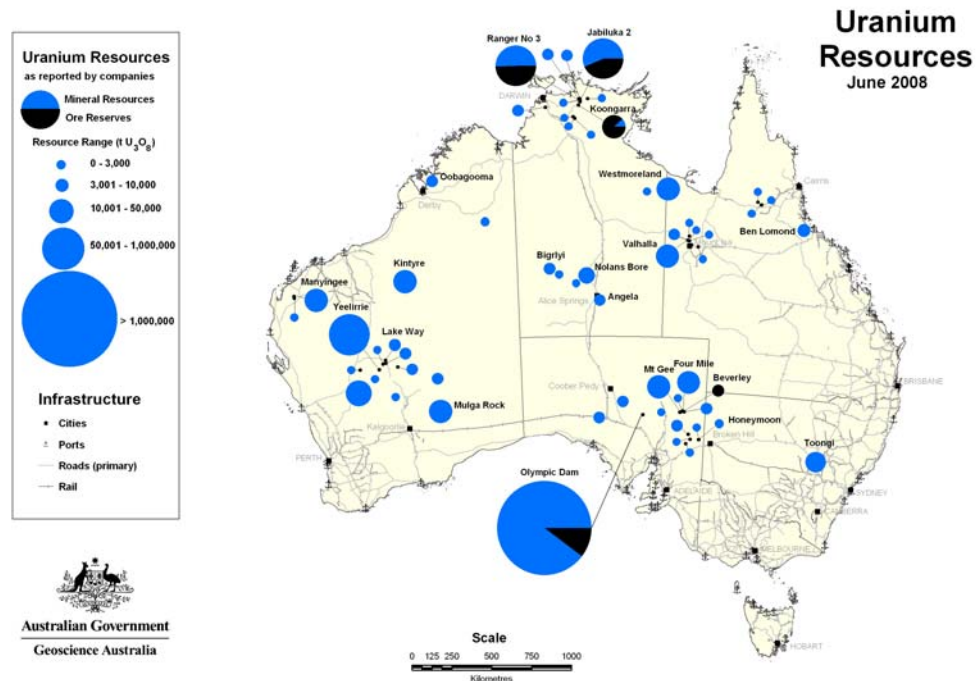 Uranium
Resources
June 2008
Uranium Resources
as reported by companies
Mineral Resources
Ore Reserves
Resource Range (t U₃O₈)
0 - 3,000
3,001 - 10,000
10,001 - 50,000
50,001 - 1,000,000
> 1,000,000
Infrastructure
Cities
Ports
Roads (primary)
Rail
Australian Government
Geoscience Australia
Ranger No 3
Jabiluka 2
DARWIN
Koongarra
Oobagooma
Derby
Westmoreland
Cairns
Ben Lomond
Valhalla
Bigrlyi
Nolans Bore
Alice Springs
Angela
Kintyre
Manyingee
Yeelirrie
Lake Way
Mulga Rock
Kalgoorlie
PERTH
Coober Pedy
Mt Gee
Four Mile
Beverley
Honeymoon
Broken Hill
BRISBANE
Toongi
Olympic Dam
ADELAIDE
SYDNEY
CANBERRA
MELBOURNE
HOBART
Scale
0 125 250 500 750 1000
Kilometres